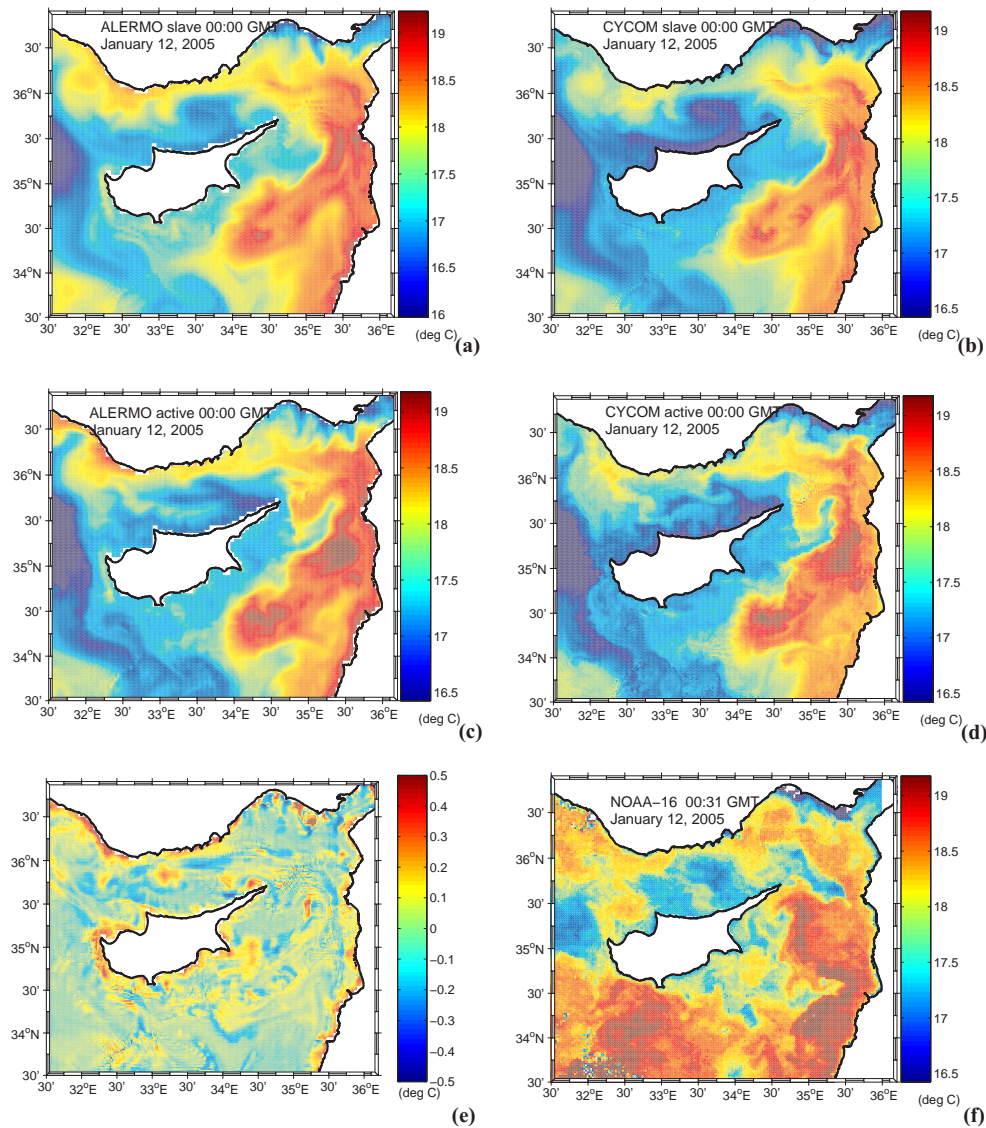 ALERMO slave 00:00 GMT
January 12, 2005
30'
36°N
30'
35°N
30'
34°N
30'
30' 32°E 30' 33°E 30' 34°E 30' 35°E 30' 36°E
19
18.5
18
17.5
17
16.5
16
(deg C)
(a)
CYCOM slave 00:00 GMT
January 12, 2005
30'
36°N
30'
35°N
30'
34°N
30'
30' 32°E 30' 33°E 30' 34°E 30' 35°E 30' 36°E
19
18.5
18
17.5
17
16.5
(deg C)
(b)
ALERMO active 00:00 GMT
January 12, 2005
30'
36°N
30'
35°N
30'
34°N
30'
30' 32°E 30' 33°E 30' 34°E 30' 35°E 30' 36°E
19
18.5
18
17.5
17
16.5
(deg C)
(c)
CYCOM active 00:00 GMT
January 12, 2005
30'
36°N
30'
35°N
30'
34°N
30'
30' 32°E 30' 33°E 30' 34°E 30' 35°E 30' 36°E
19
18.5
18
17.5
17
16.5
(deg C)
(d)
30'
36°N
30'
35°N
30'
34°N
30'
30' 32°E 30' 33°E 30' 34°E 30' 35°E 30' 36°E
0.5
0.4
0.3
0.2
0.1
0
−0.1
−0.2
−0.3
−0.4
−0.5
(e)
NOAA−16 00:31 GMT
January 12, 2005
30'
36°N
30'
35°N
30'
34°N
30'
30' 32°E 30' 33°E 30' 34°E 30' 35°E 30' 36°E
19
18.5
18
17.5
17
16.5
(deg C)
(f)